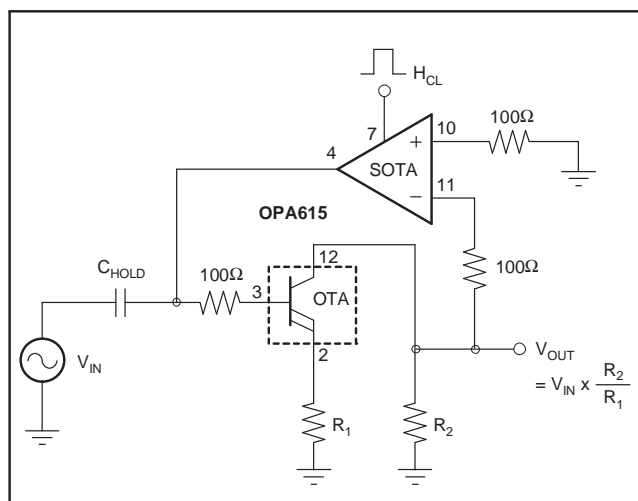 H_CL
7
10
100Ω
4
+
SOTA
11
−
OPA615
100Ω
C_HOLD
12
100Ω
3
OTA
V_IN
2
V_OUT
= V_IN x R_2/R_1
R_1
R_2